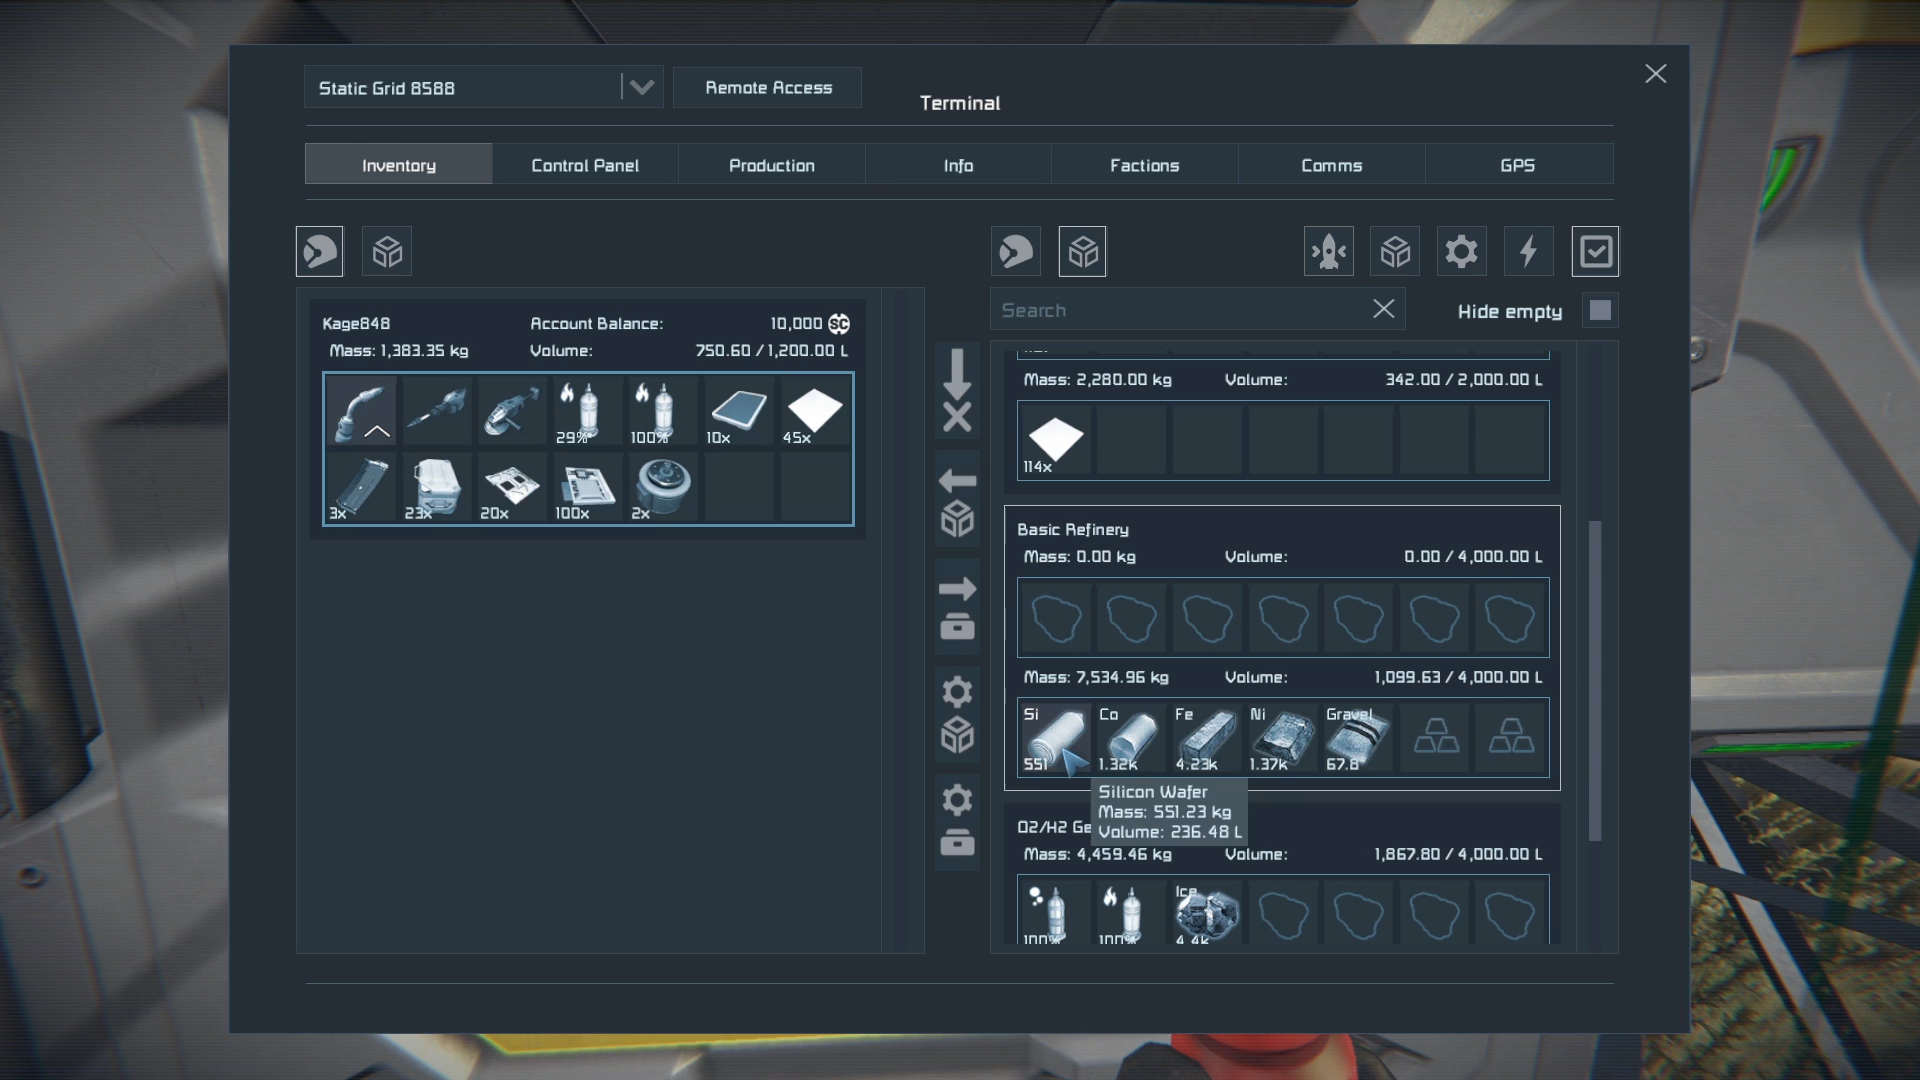 Static Grid 8588
Remote Access
Terminal
Inventory
Control Panel
Production
Info
Factions
Comms
GPS
Search
Hide empty
Kage848
Account Balance:
10,000 SC
Mass: 1,383.35 kg
Volume:
750.60 / 1,200.00 L
29%
100%
10x
45x
3x
23x
20x
100x
2x
Mass: 2,280.00 kg
Volume:
342.00 / 2,000.00 L
114x
Basic Refinery
Mass: 0.00 kg
Volume:
0.00 / 4,000.00 L
Mass: 7,534.96 kg
Volume:
1,099.63 / 4,000.00 L
Si
Co
Fe
Ni
Gravel
551
1.32k
4.23k
1.37k
67.8
Silicon Wafer
Mass: 551.23 kg
Volume: 236.48 L
O2/H2 Ge
Mass: 4,459.46 kg
Volume:
1,867.80 / 4,000.00 L
Ice
100%
100%
4.4k